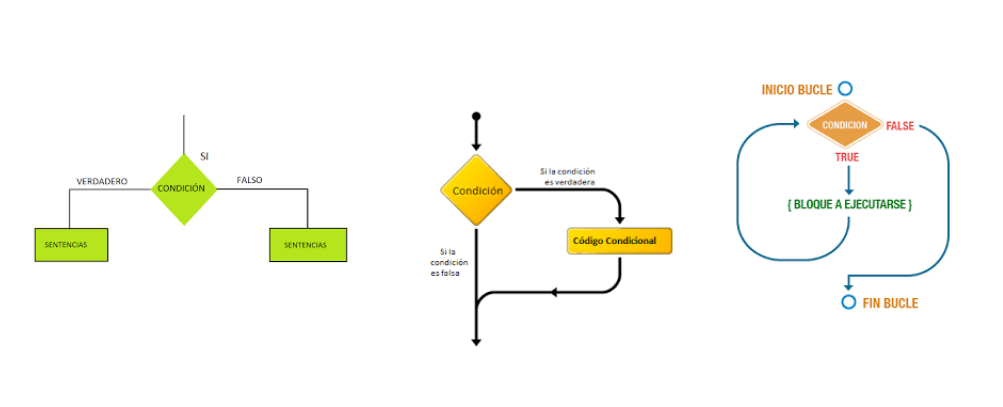 SI
VERDADERO
CONDICIÓN
FALSO
SENTENCIAS
SENTENCIAS
Condición
Si la condición
es verdadera
Código Condicional
Si la
condición
es falsa
INICIO BUCLE
CONDICION
FALSE
TRUE
{ BLOQUE A EJECUTARSE }
FIN BUCLE